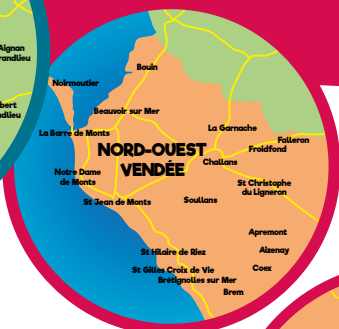 Aignan
randlieu
bert
ndlieu
Bouin
Noirmoutier
Beauvoir sur Mer
La Barre de Monts
La Garnache
Falleron
Froidfond
NORD-OUEST
VENDÉE
Challans
Notre Dame
de Monts
St Christophe
du Ligneron
St Jean de Monts
Soullans
Apremont
St Hilaire de Riez
Aizenay
St Gilles Croix de Vie
Coex
Brétignolles sur Mer
Brem